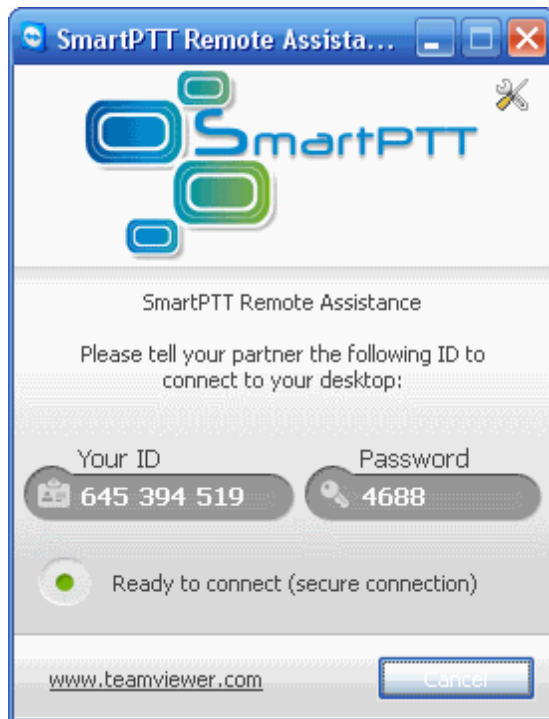 SmartPTT Remote Assista...
SmartPTT
SmartPTT Remote Assistance
Please tell your partner the following ID to
connect to your desktop:
Your ID
Password
645 394 519
4688
Ready to connect (secure connection)
www.teamviewer.com
Cancel